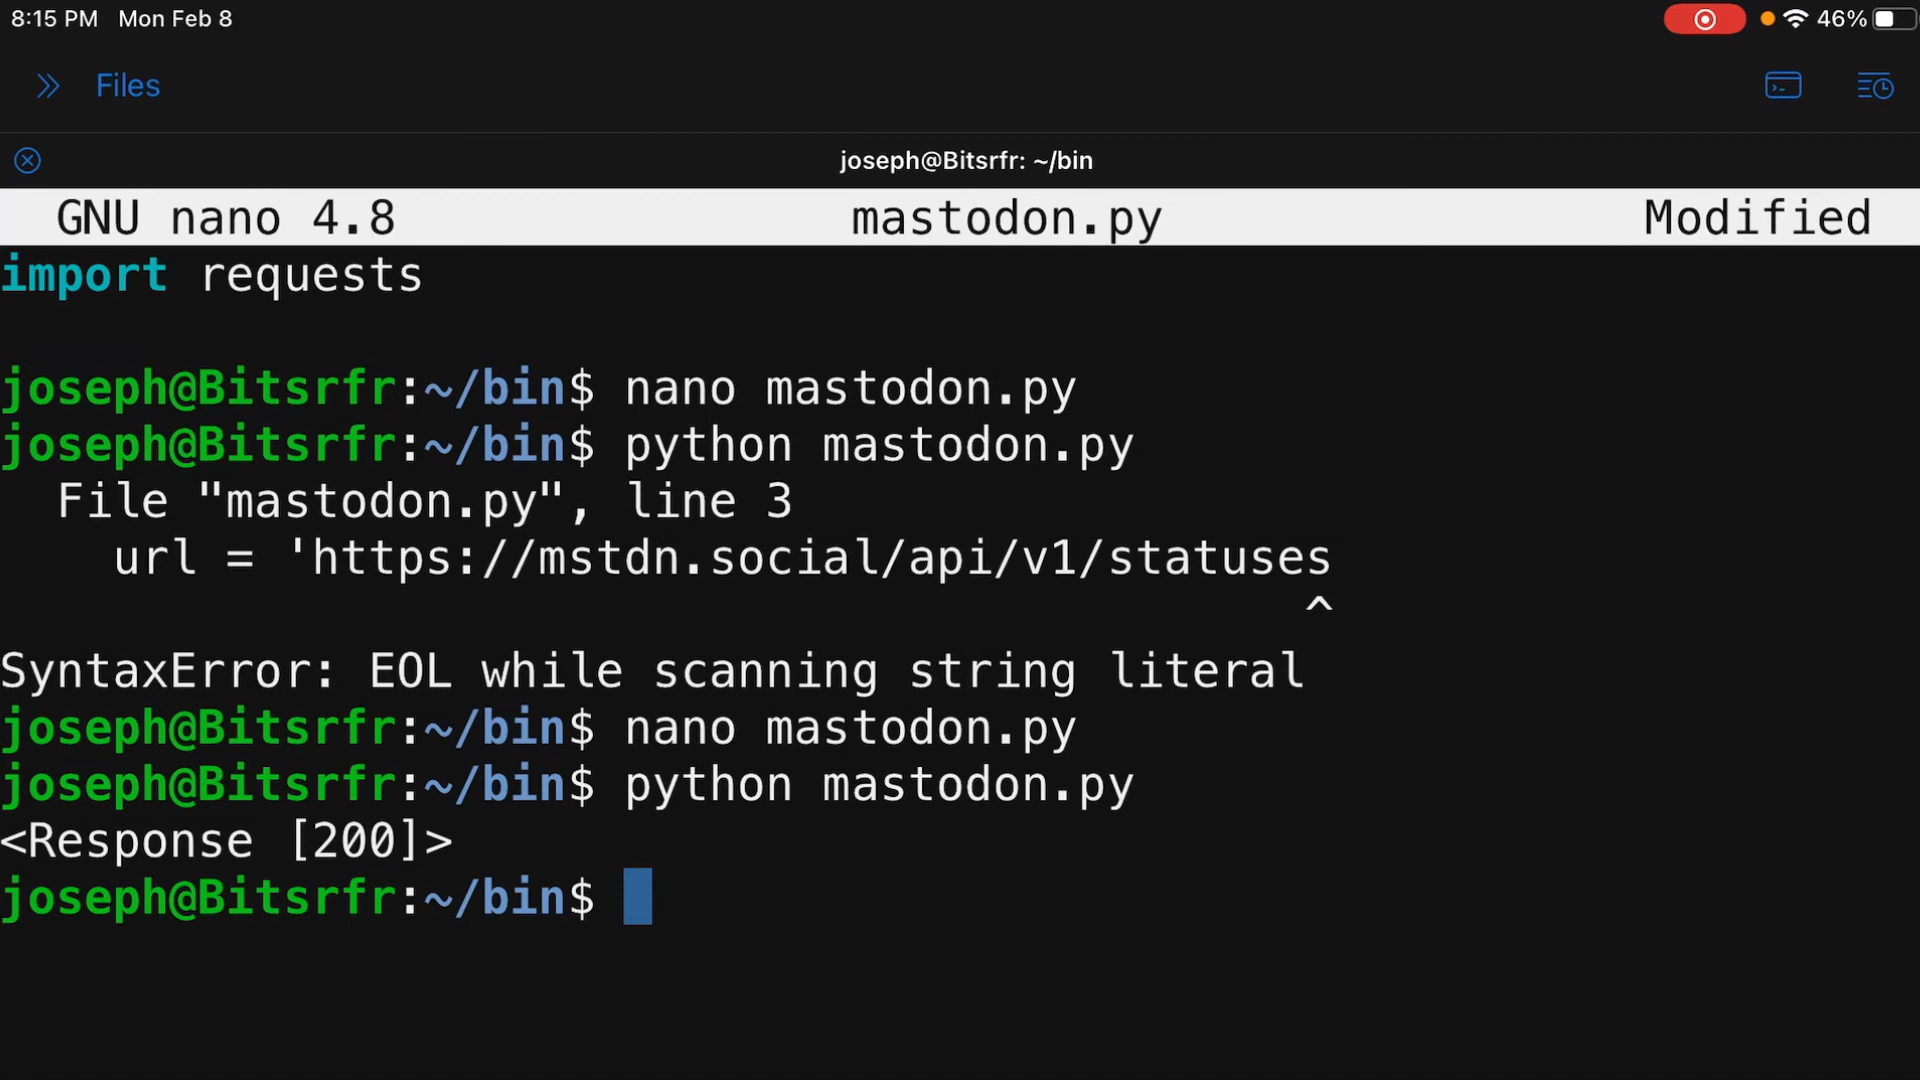 8:15 PM Mon Feb 8 46%
Files
joseph@Bitsrfr: ~/bin
GNU nano 4.8 mastodon.py Modified
import requests
joseph@Bitsrfr:~/bin$ nano mastodon.py
joseph@Bitsrfr:~/bin$ python mastodon.py
File "mastodon.py", line 3
url = 'https://mstdn.social/api/v1/statuses
^
SyntaxError: EOL while scanning string literal
joseph@Bitsrfr:~/bin$ nano mastodon.py
joseph@Bitsrfr:~/bin$ python mastodon.py
<Response [200]>
joseph@Bitsrfr:~/bin$